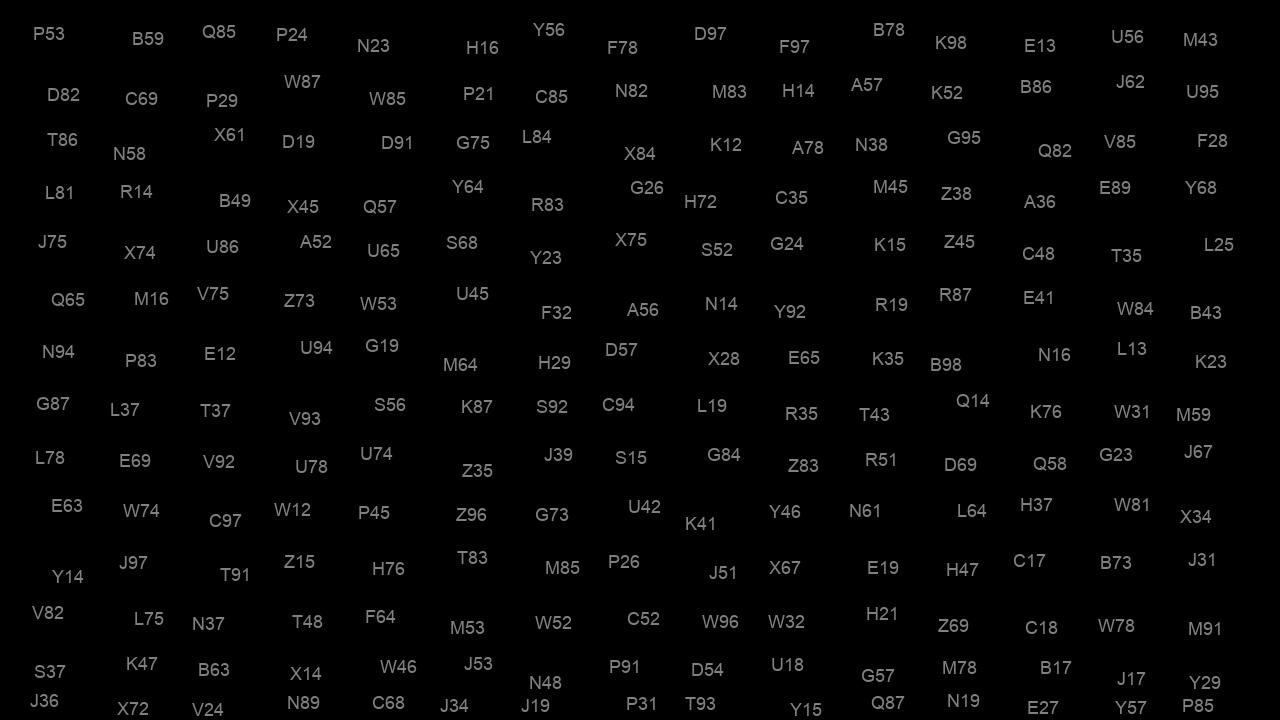 P53 B59 Q85 P24 N23 H16 Y56 F78 D97 F97 B78 K98 E13 U56 M43
D82 C69 P29 W87 W85 P21 C85 N82 M83 H14 A57 K52 B86 J62 U95
T86 N58 X61 D19 D91 G75 L84 X84 K12 A78 N38 G95 Q82 V85 F28
L81 R14 B49 X45 Q57 Y64 R83 G26 H72 C35 M45 Z38 A36 E89 Y68
J75 X74 U86 A52 U65 S68 Y23 X75 S52 G24 K15 Z45 C48 T35 L25
Q65 M16 V75 Z73 W53 U45 F32 A56 N14 Y92 R19 R87 E41 W84 B43
N94 P83 E12 U94 G19 M64 H29 D57 X28 E65 K35 B98 N16 L13 K23
G87 L37 T37 V93 S56 K87 S92 C94 L19 R35 T43 Q14 K76 W31 M59
L78 E69 V92 U78 U74 Z35 J39 S15 G84 Z83 R51 D69 Q58 G23 J67
E63 W74 C97 W12 P45 Z96 G73 U42 K41 Y46 N61 L64 H37 W81 X34
Y14 J97 T91 Z15 H76 T83 M85 P26 J51 X67 E19 H47 C17 B73 J31
V82 L75 N37 T48 F64 M53 W52 C52 W96 W32 H21 Z69 C18 W78 M91
S37 K47 B63 X14 W46 J53 N48 P91 D54 U18 G57 M78 B17 J17 Y29
J36 X72 V24 N89 C68 J34 J19 P31 T93 Y15 Q87 N19 E27 Y57 P85